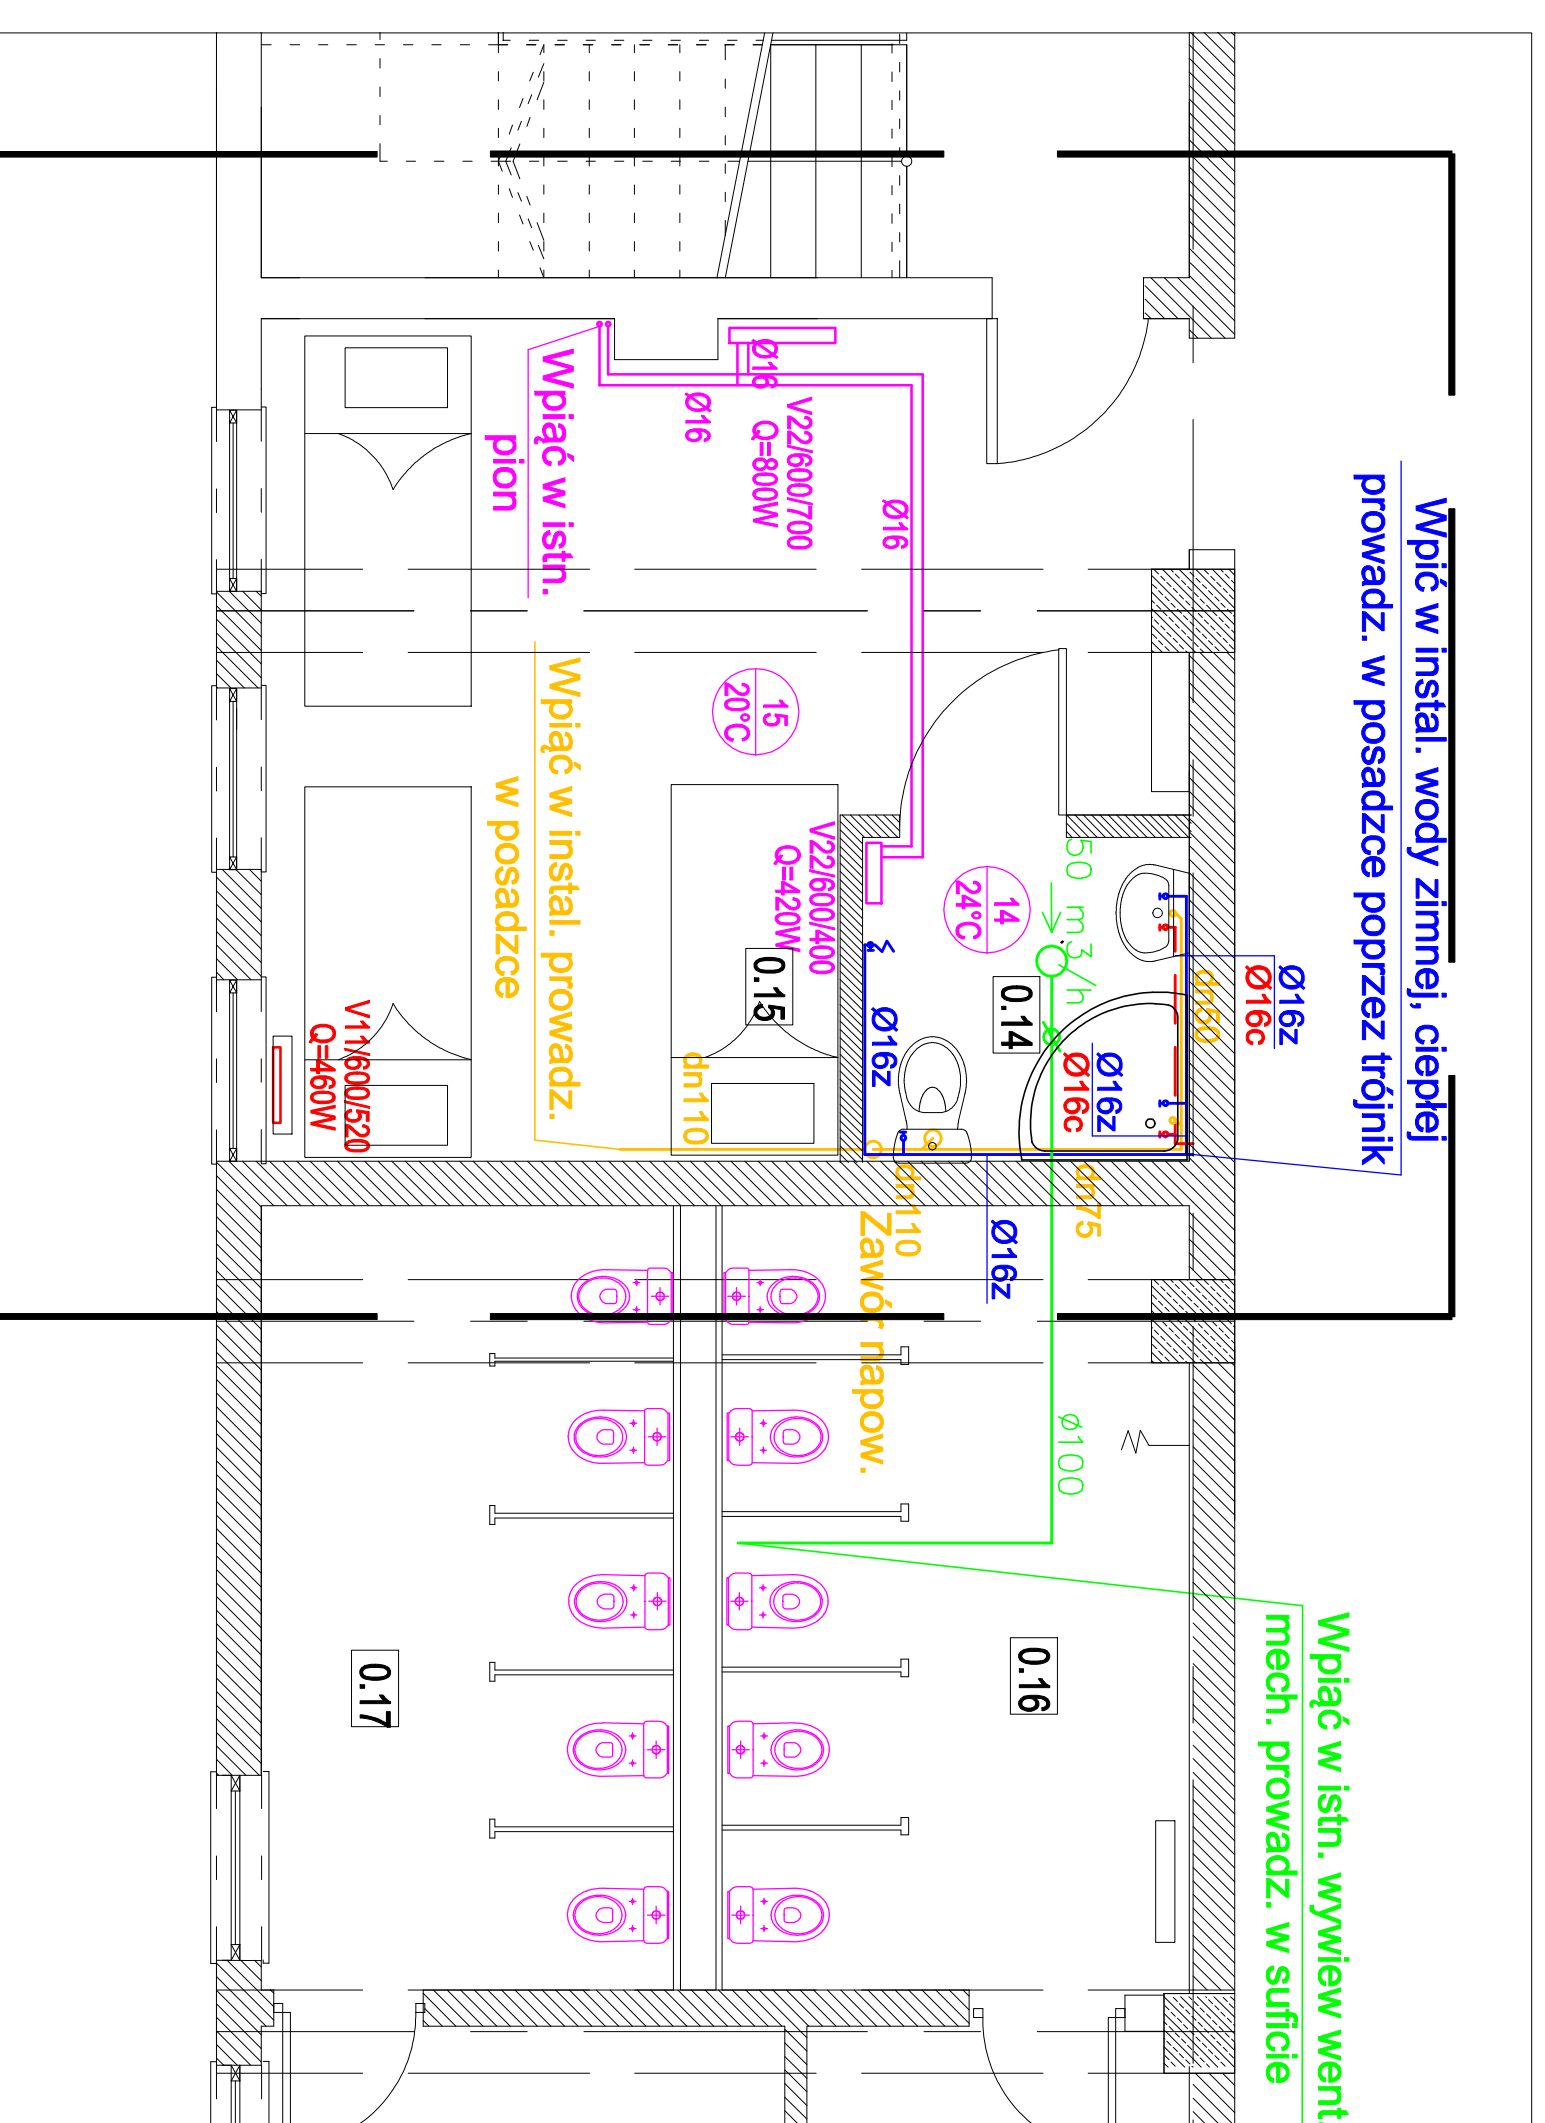 Wpić w instal. wody zimnej, ciepłej
prowadz. w posadzce poprzez trójnik
Wpiąć w istn. wywiew went.
mech. prowadz. w suficie
Ø16z
Ø16c
dn50
Ø16z
Ø16c
dn75
50 m3/h
ø100
0.14
14
24°C
Ø16z
Ø16z
dn110
Zawór napow.
0.16
Ø16
V22/600/700
Q=800W
Ø16
Ø16
V22/600/400
Q=420W
15
20°C
0.15
dn110
Wpiąć w istn.
pion
Wpiąć w instal. prowadz.
w posadzce
V11/600/520
Q=460W
0.17